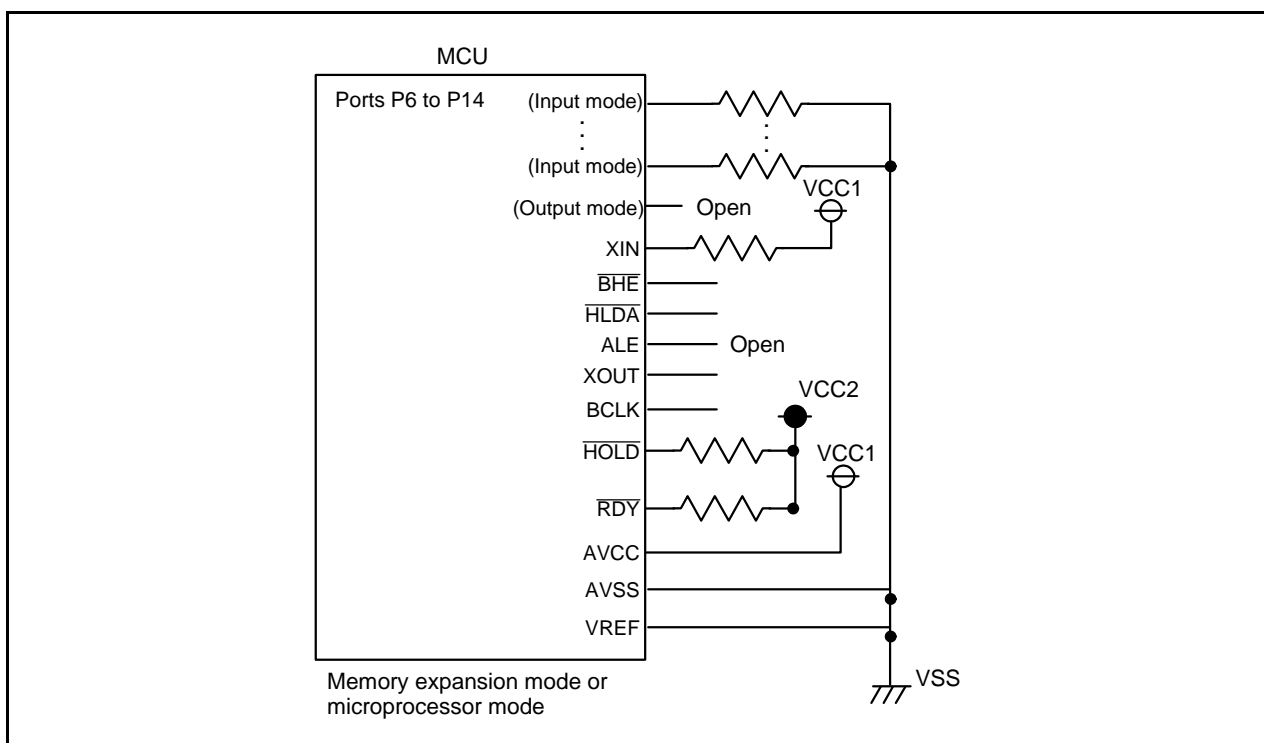 MCU
Ports P6 to P14
(Input mode)
(Input mode)
VCC1
(Output mode)
Open
XIN
BHE
HLDA
ALE
Open
XOUT
VCC2
BCLK
HOLD
VCC1
RDY
AVCC
AVSS
VREF
VSS
Memory expansion mode or
microprocessor mode